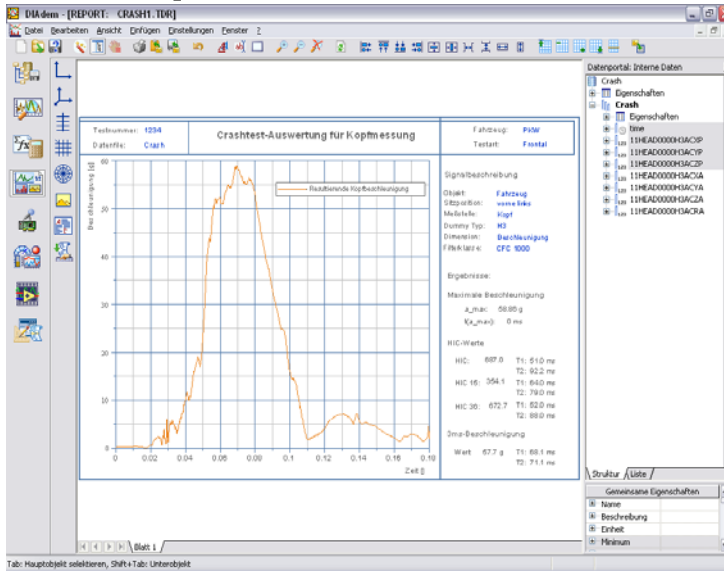 DIAdem - [REPORT: CRASH1.TDR]
Datei Bearbeiten Ansicht Einfügen Einstellungen Fenster ?
Datenportal: Interne Daten
Crash
Eigenschaften
Crash
Eigenschaften
time
11HEAD0000H3ACXP
11HEAD0000H3ACYP
11HEAD0000H3ACZP
11HEAD0000H3ACXA
11HEAD0000H3ACYA
11HEAD0000H3ACZA
11HEAD0000H3ACRA
Testnummer: 1234
Datenfile: Crash
Crashtest-Auswertung für Kopfmessung
Fahrzeug: PKW
Testart: Frontal
Beschleunigung [g]
60
50
40
30
20
10
0
Resultierende Kopfbeschleunigung
0 0.02 0.04 0.06 0.08 0.1 0.12 0.14 0.16 0.18
Zeit []
Signalbeschreibung
Objekt: Fahrzeug
Sitzposition: vorne links
Meßstelle: Kopf
Dummy Typ: H3
Dimension: Beschleunigung
Filterklasse: CFC 1000
Ergebnisse:
Maximale Beschleunigung
a_max: 58.85 g
t(a_max): 0 ms
HIC-Werte
HIC: 687.0 T1: 51.0 ms
T2: 92.2 ms
HIC 15: 354.1 T1: 64.0 ms
T2: 79.0 ms
HIC 36: 672.7 T1: 52.0 ms
T2: 88.0 ms
3ms-Beschleunigung
Wert 57.7 g T1: 68.1 ms
T2: 71.1 ms
Struktur Liste
Gemeinsame Eigenschaften
Name
Beschreibung
Einheit
Minimum
Blatt 1
Tab: Hauptobjekt selektieren, Shift+Tab: Unterobjekt